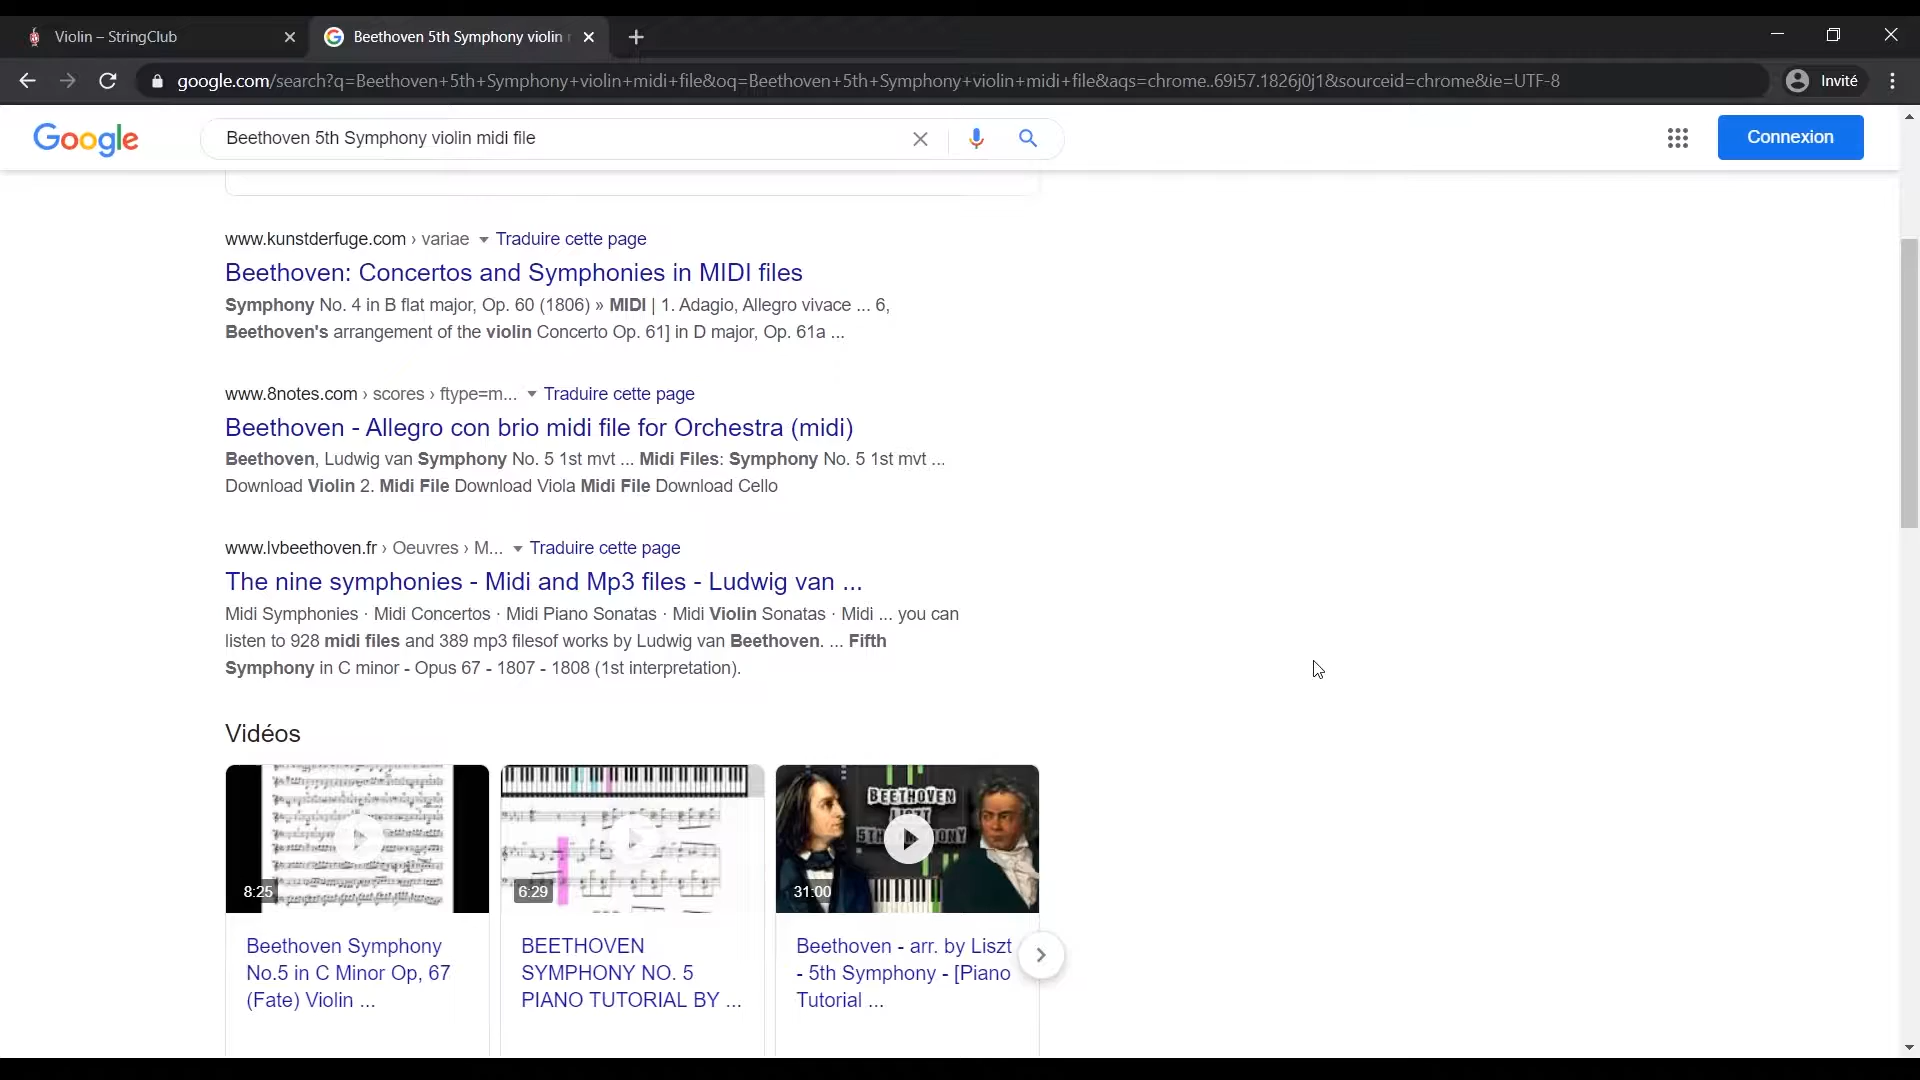 Violin – StringClub
Beethoven 5th Symphony violin
google.com/search?q=Beethoven+5th+Symphony+violin+midi+file&oq=Beethoven+5th+Symphony+violin+midi+file&aqs=chrome..69i57.1826j0j1&sourceid=chrome&ie=UTF-8
Invité
Google
Beethoven 5th Symphony violin midi file
Connexion
www.kunstderfuge.com › variae Traduire cette page
Beethoven: Concertos and Symphonies in MIDI files
Symphony No. 4 in B flat major, Op. 60 (1806) » MIDI | 1. Adagio, Allegro vivace ... 6,
Beethoven's arrangement of the violin Concerto Op. 61] in D major, Op. 61a ...
www.8notes.com › scores › ftype=m... Traduire cette page
Beethoven - Allegro con brio midi file for Orchestra (midi)
Beethoven, Ludwig van Symphony No. 5 1st mvt ... Midi Files: Symphony No. 5 1st mvt ...
Download Violin 2. Midi File Download Viola Midi File Download Cello
www.lvbeethoven.fr › Oeuvres › M... Traduire cette page
The nine symphonies - Midi and Mp3 files - Ludwig van ...
Midi Symphonies · Midi Concertos · Midi Piano Sonatas · Midi Violin Sonatas · Midi ... you can
listen to 928 midi files and 389 mp3 filesof works by Ludwig van Beethoven. ... Fifth
Symphony in C minor - Opus 67 - 1807 - 1808 (1st interpretation).
Vidéos
BEETHOVEN
LISZT
5TH SYMPHONY
8:25
6:29
31:00
Beethoven Symphony
No.5 in C Minor Op, 67
(Fate) Violin ...
BEETHOVEN
SYMPHONY NO. 5
PIANO TUTORIAL BY ...
Beethoven - arr. by Liszt
- 5th Symphony - [Piano
Tutorial ...